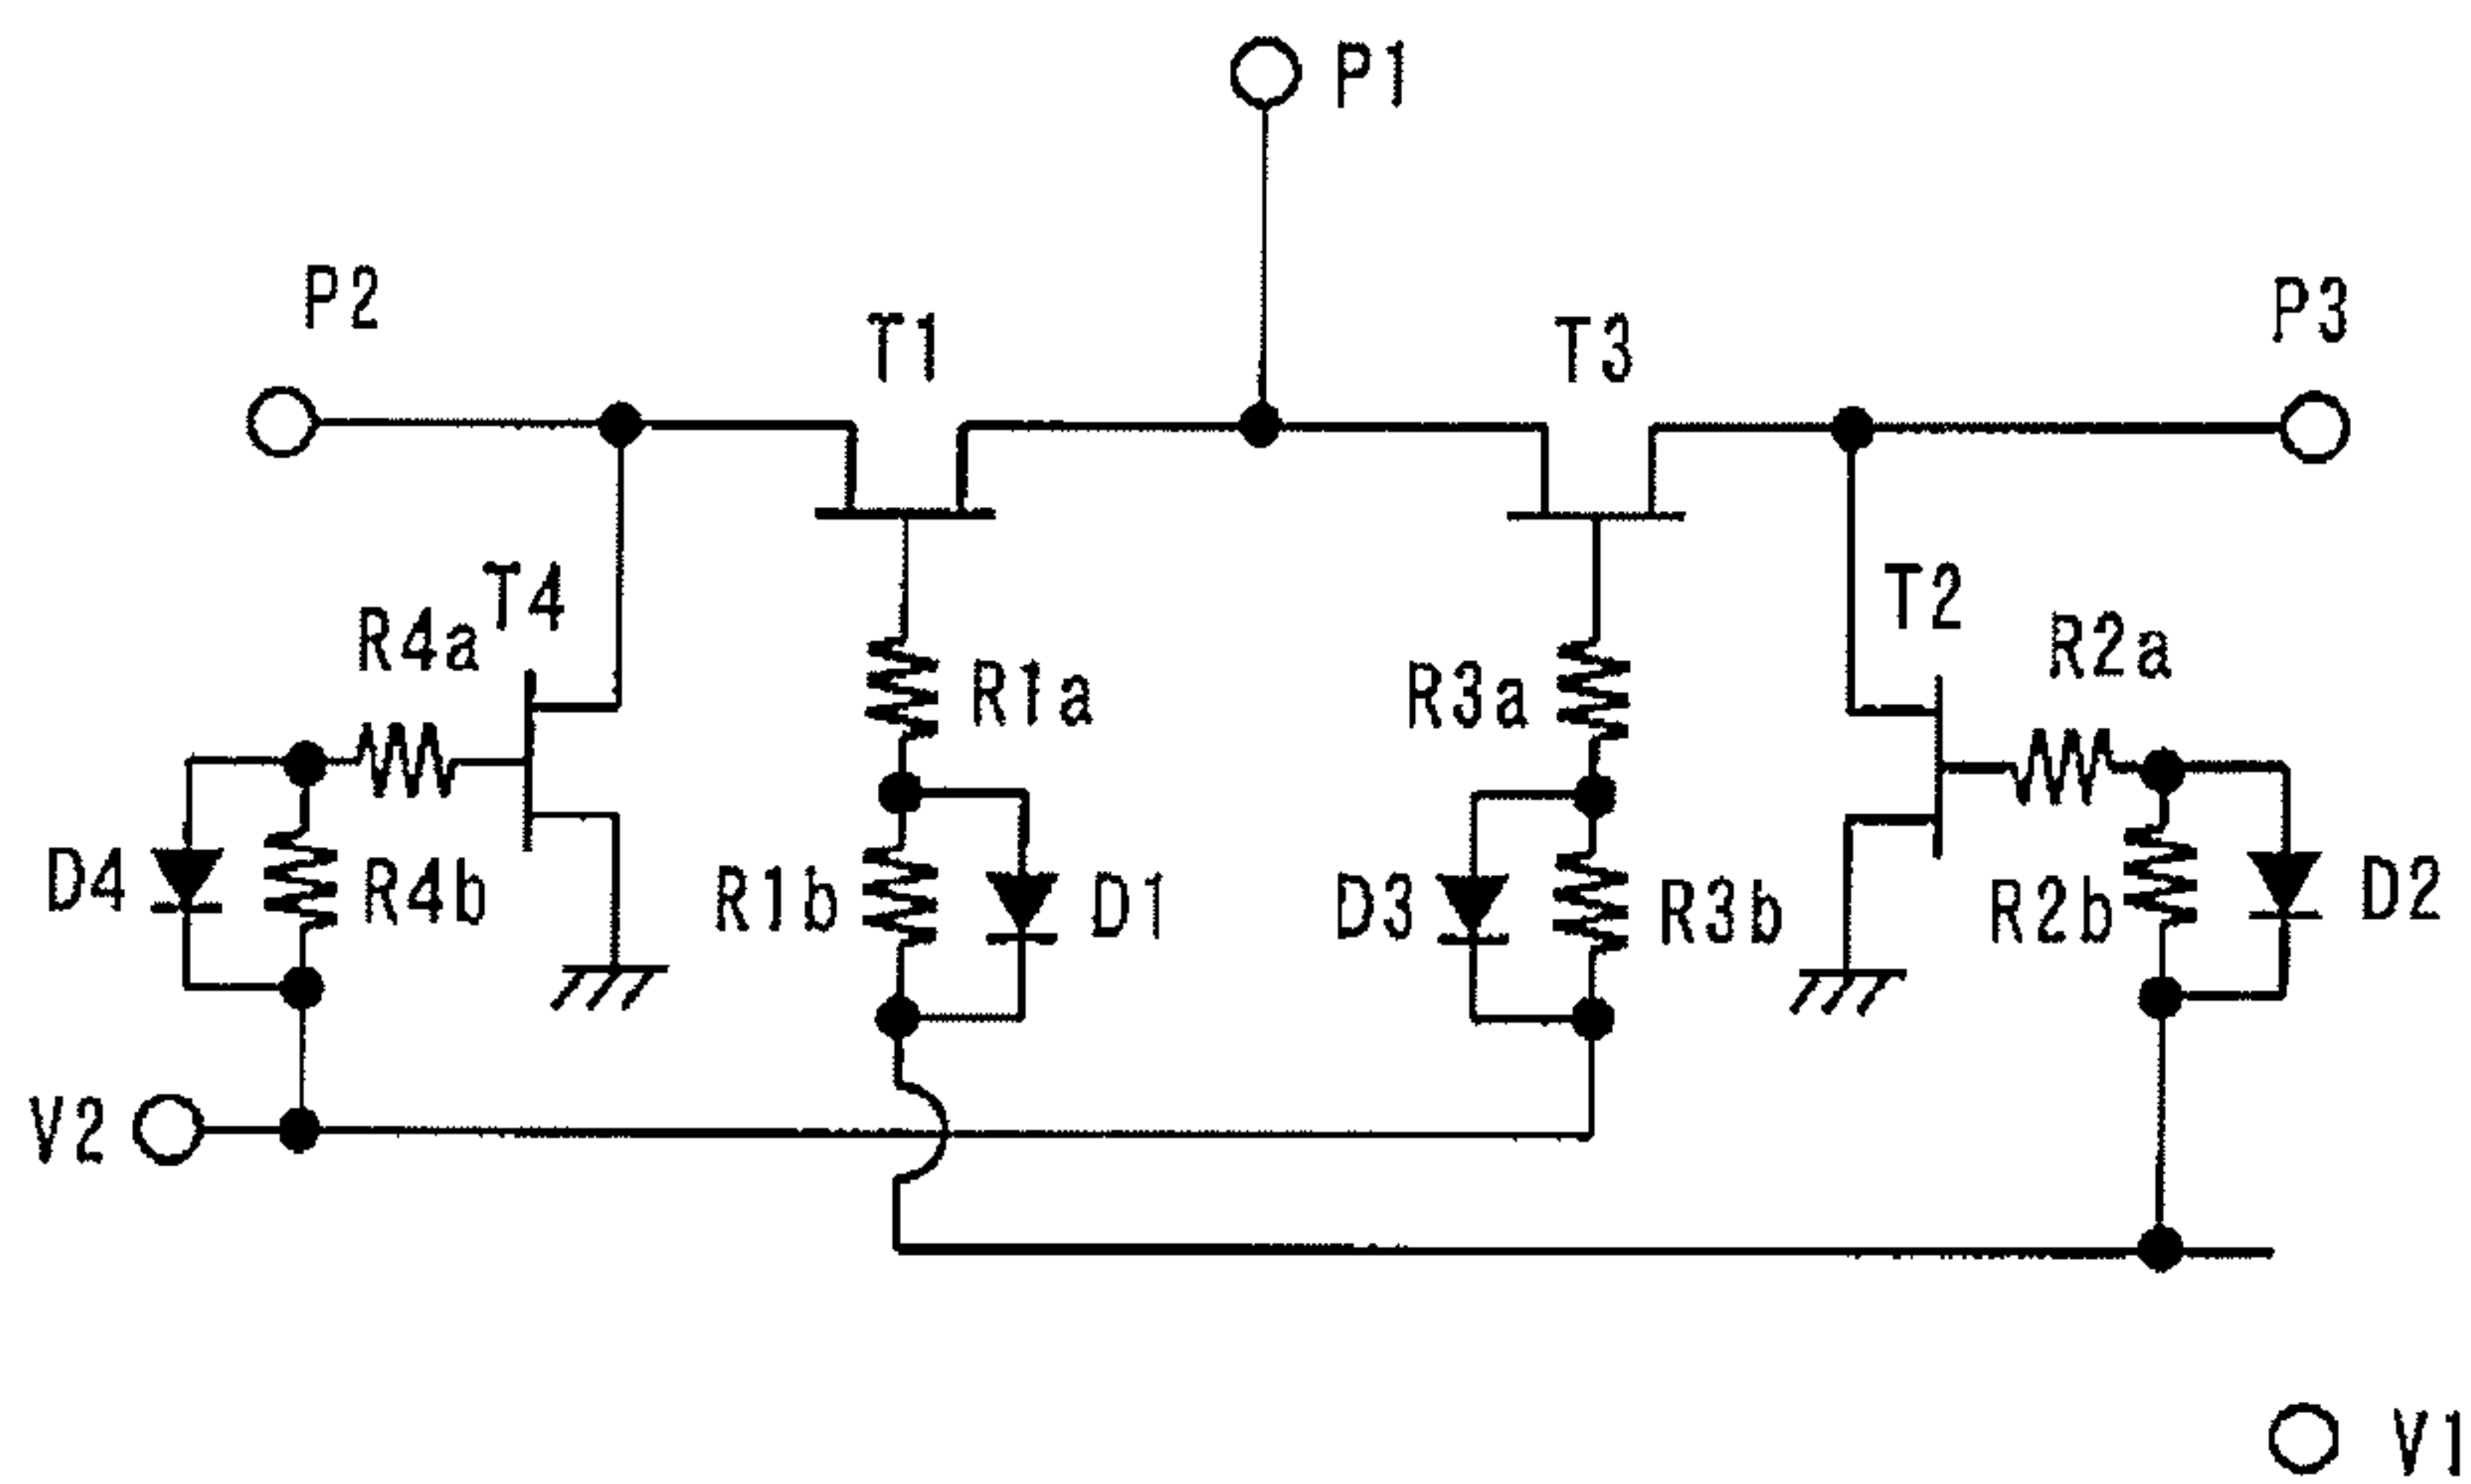 P1
P2
P3
T1
T3
T4
T2
R4a
R2a
R1a
R3a
D4
R4b
R1b
D1
D3
R3b
R2b
D2
V2
V1